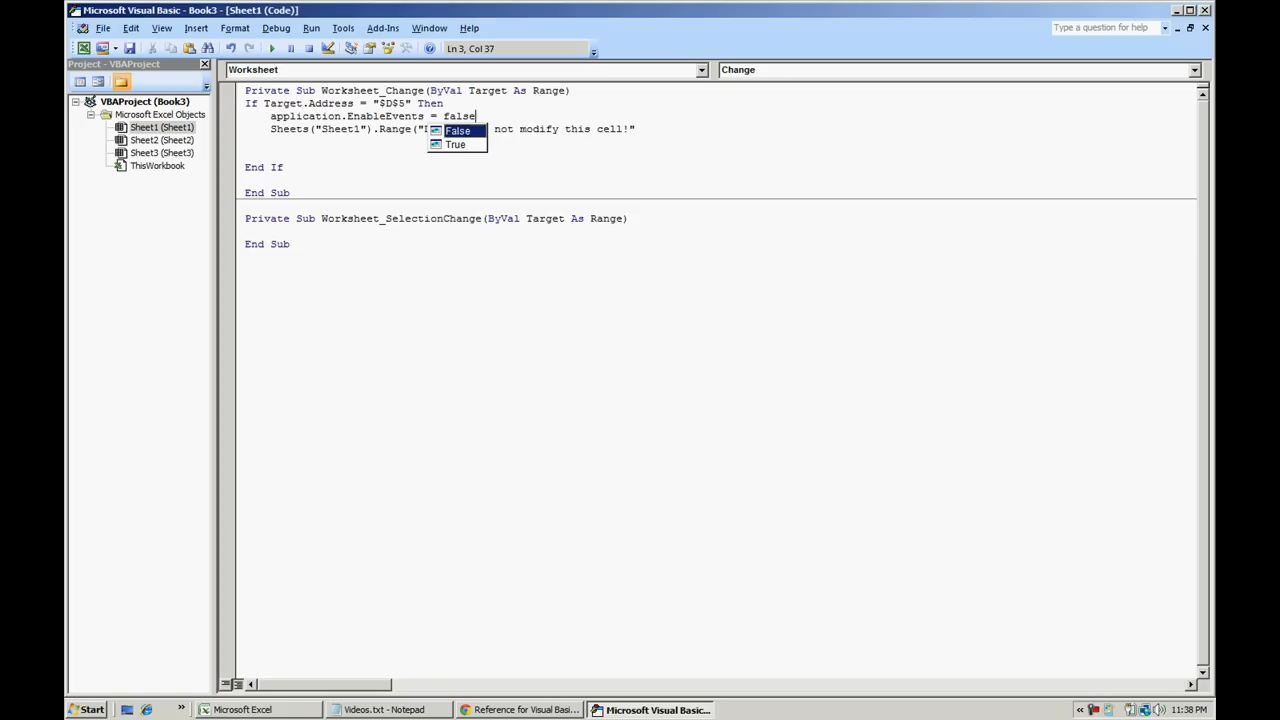 Microsoft Visual Basic - Book3 - [Sheet1 (Code)]
File Edit View Insert Format Debug Run Tools Add-Ins Window Help
Type a question for help
Ln 3, Col 37
Project - VBAProject
Worksheet
Change
VBAProject (Book3)
Microsoft Excel Objects
Sheet1 (Sheet1)
Sheet2 (Sheet2)
Sheet3 (Sheet3)
ThisWorkbook
Private Sub Worksheet_Change(ByVal Target As Range)
If Target.Address = "$D$5" Then
application.EnableEvents = false
Sheets("Sheet1").Range(" not modify this cell!"
False
True
End If
End Sub
Private Sub Worksheet_SelectionChange(ByVal Target As Range)
End Sub
Start
»
Microsoft Excel
Videos.txt - Notepad
Reference for Visual Basi...
Microsoft Visual Basic...
«
11:38 PM